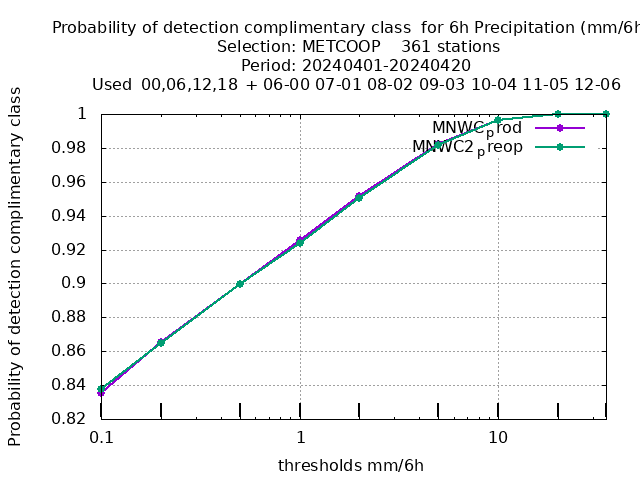 Probability of detection complimentary class  for 6h Precipitation (mm/6h
Selection: METCOOP    361 stations
Period: 20240401-20240420
Used  00,06,12,18  + 06-00 07-01 08-02 09-03 10-04 11-05 12-06
Probability of detection complimentary class
1
0.98
0.96
0.94
0.92
0.9
0.88
0.86
0.84
0.82
MNWC_prod
MNWC2_preop
0.1
1
10
thresholds mm/6h